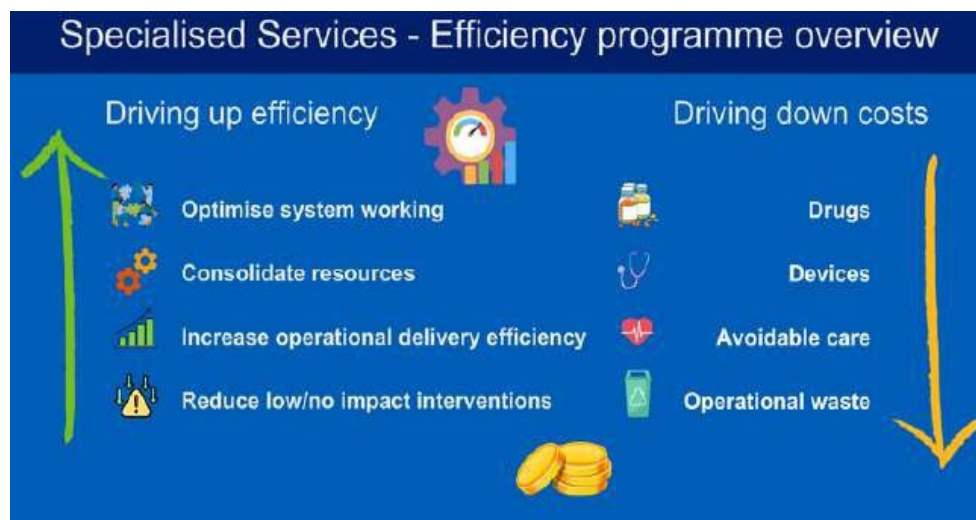 Specialised Services - Efficiency programme overview
Driving up efficiency
Optimise system working
Consolidate resources
Increase operational delivery efficiency
Reduce low/no impact interventions
Driving down costs
Drugs
Devices
Avoidable care
Operational waste